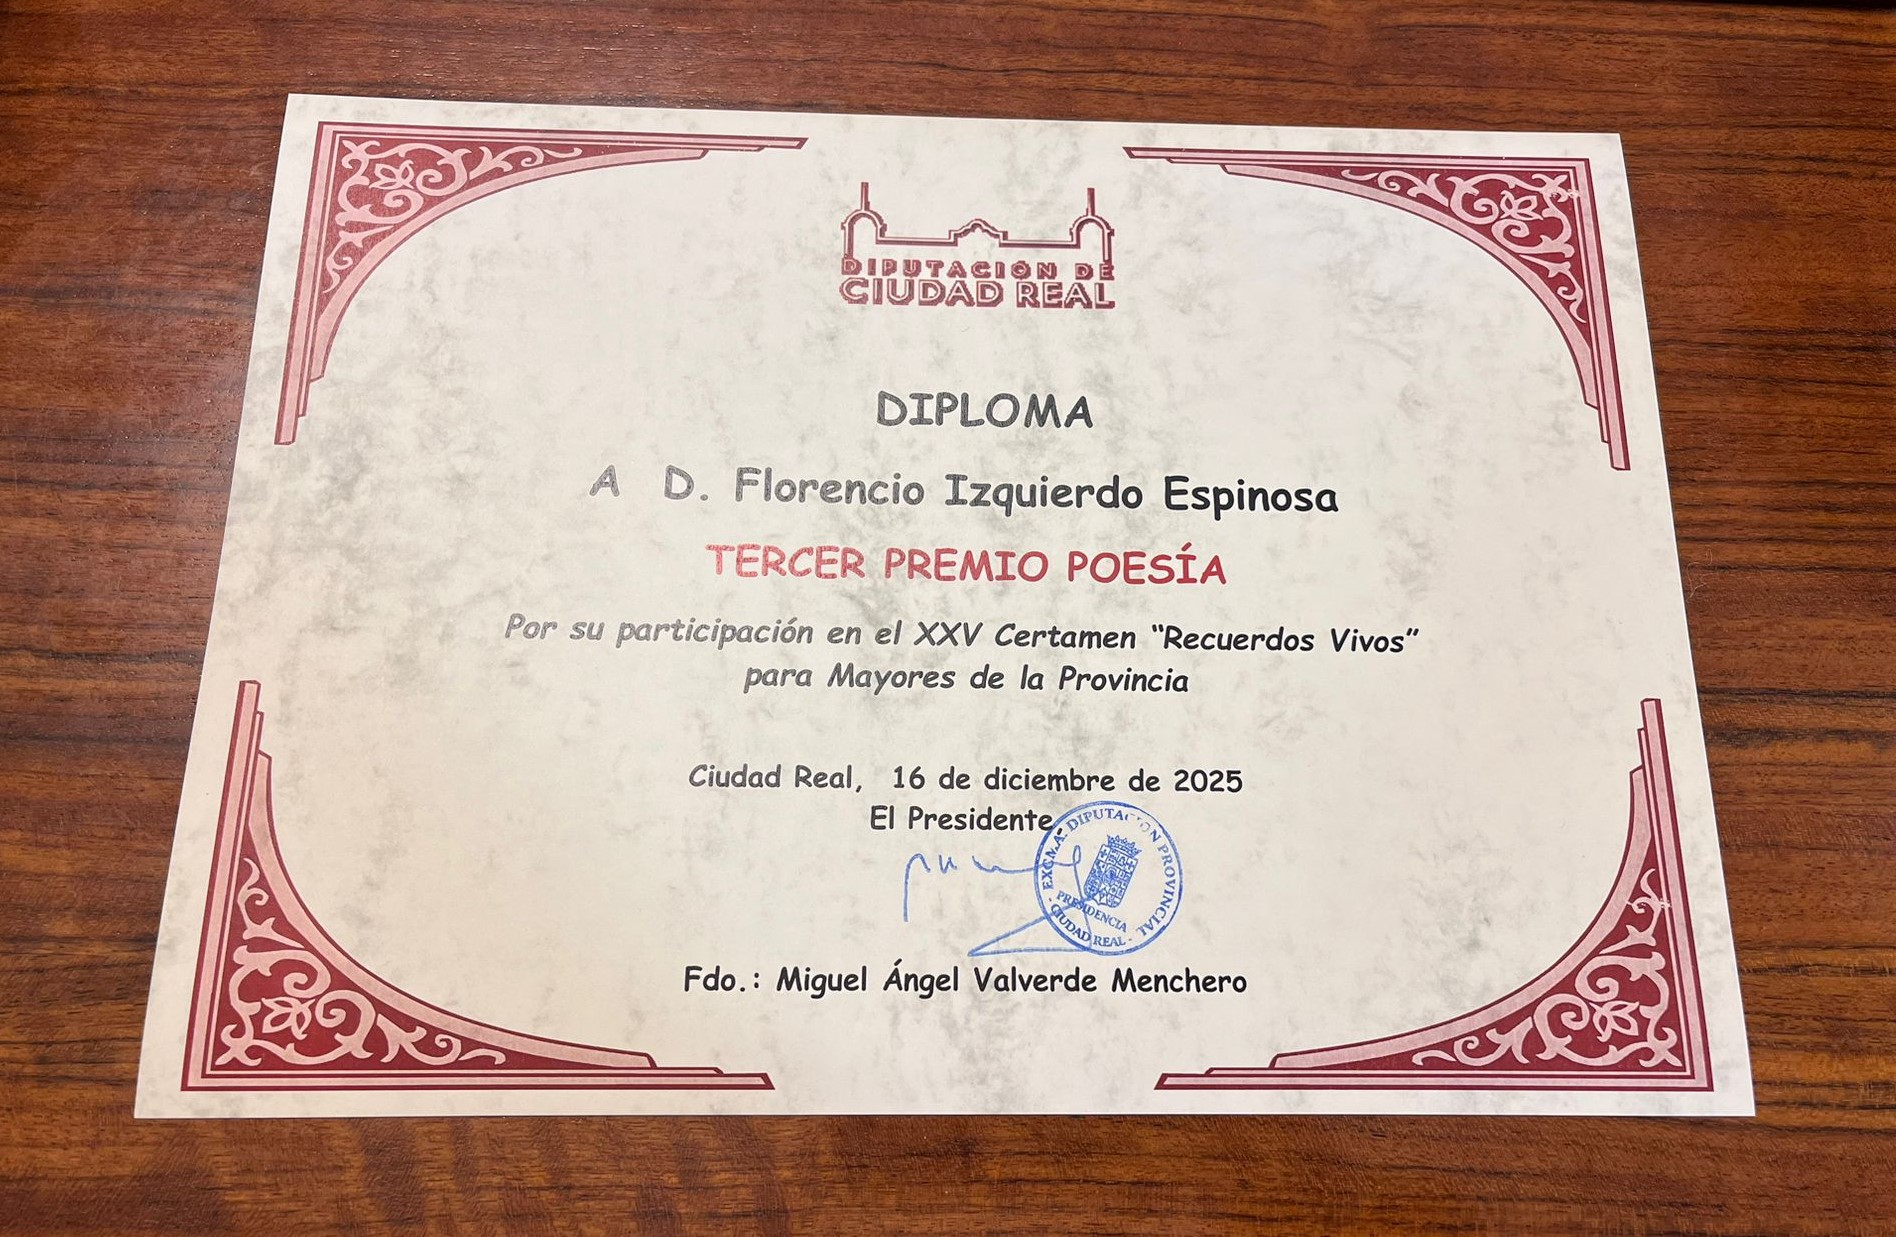 DIPUTACIÓN DE
CIUDAD REAL
DIPLOMA
A D. Florencio Izquierdo Espinosa
TERCER PREMIO POESÍA
Por su participación en el XXV Certamen “Recuerdos Vivos”
para Mayores de la Provincia
Ciudad Real, 16 de diciembre de 2025
El Presidente
EXCMA. DIPUTACION PROVINCIAL
PRESIDENCIA
- CIUDAD REAL -
Fdo.: Miguel Ángel Valverde Menchero